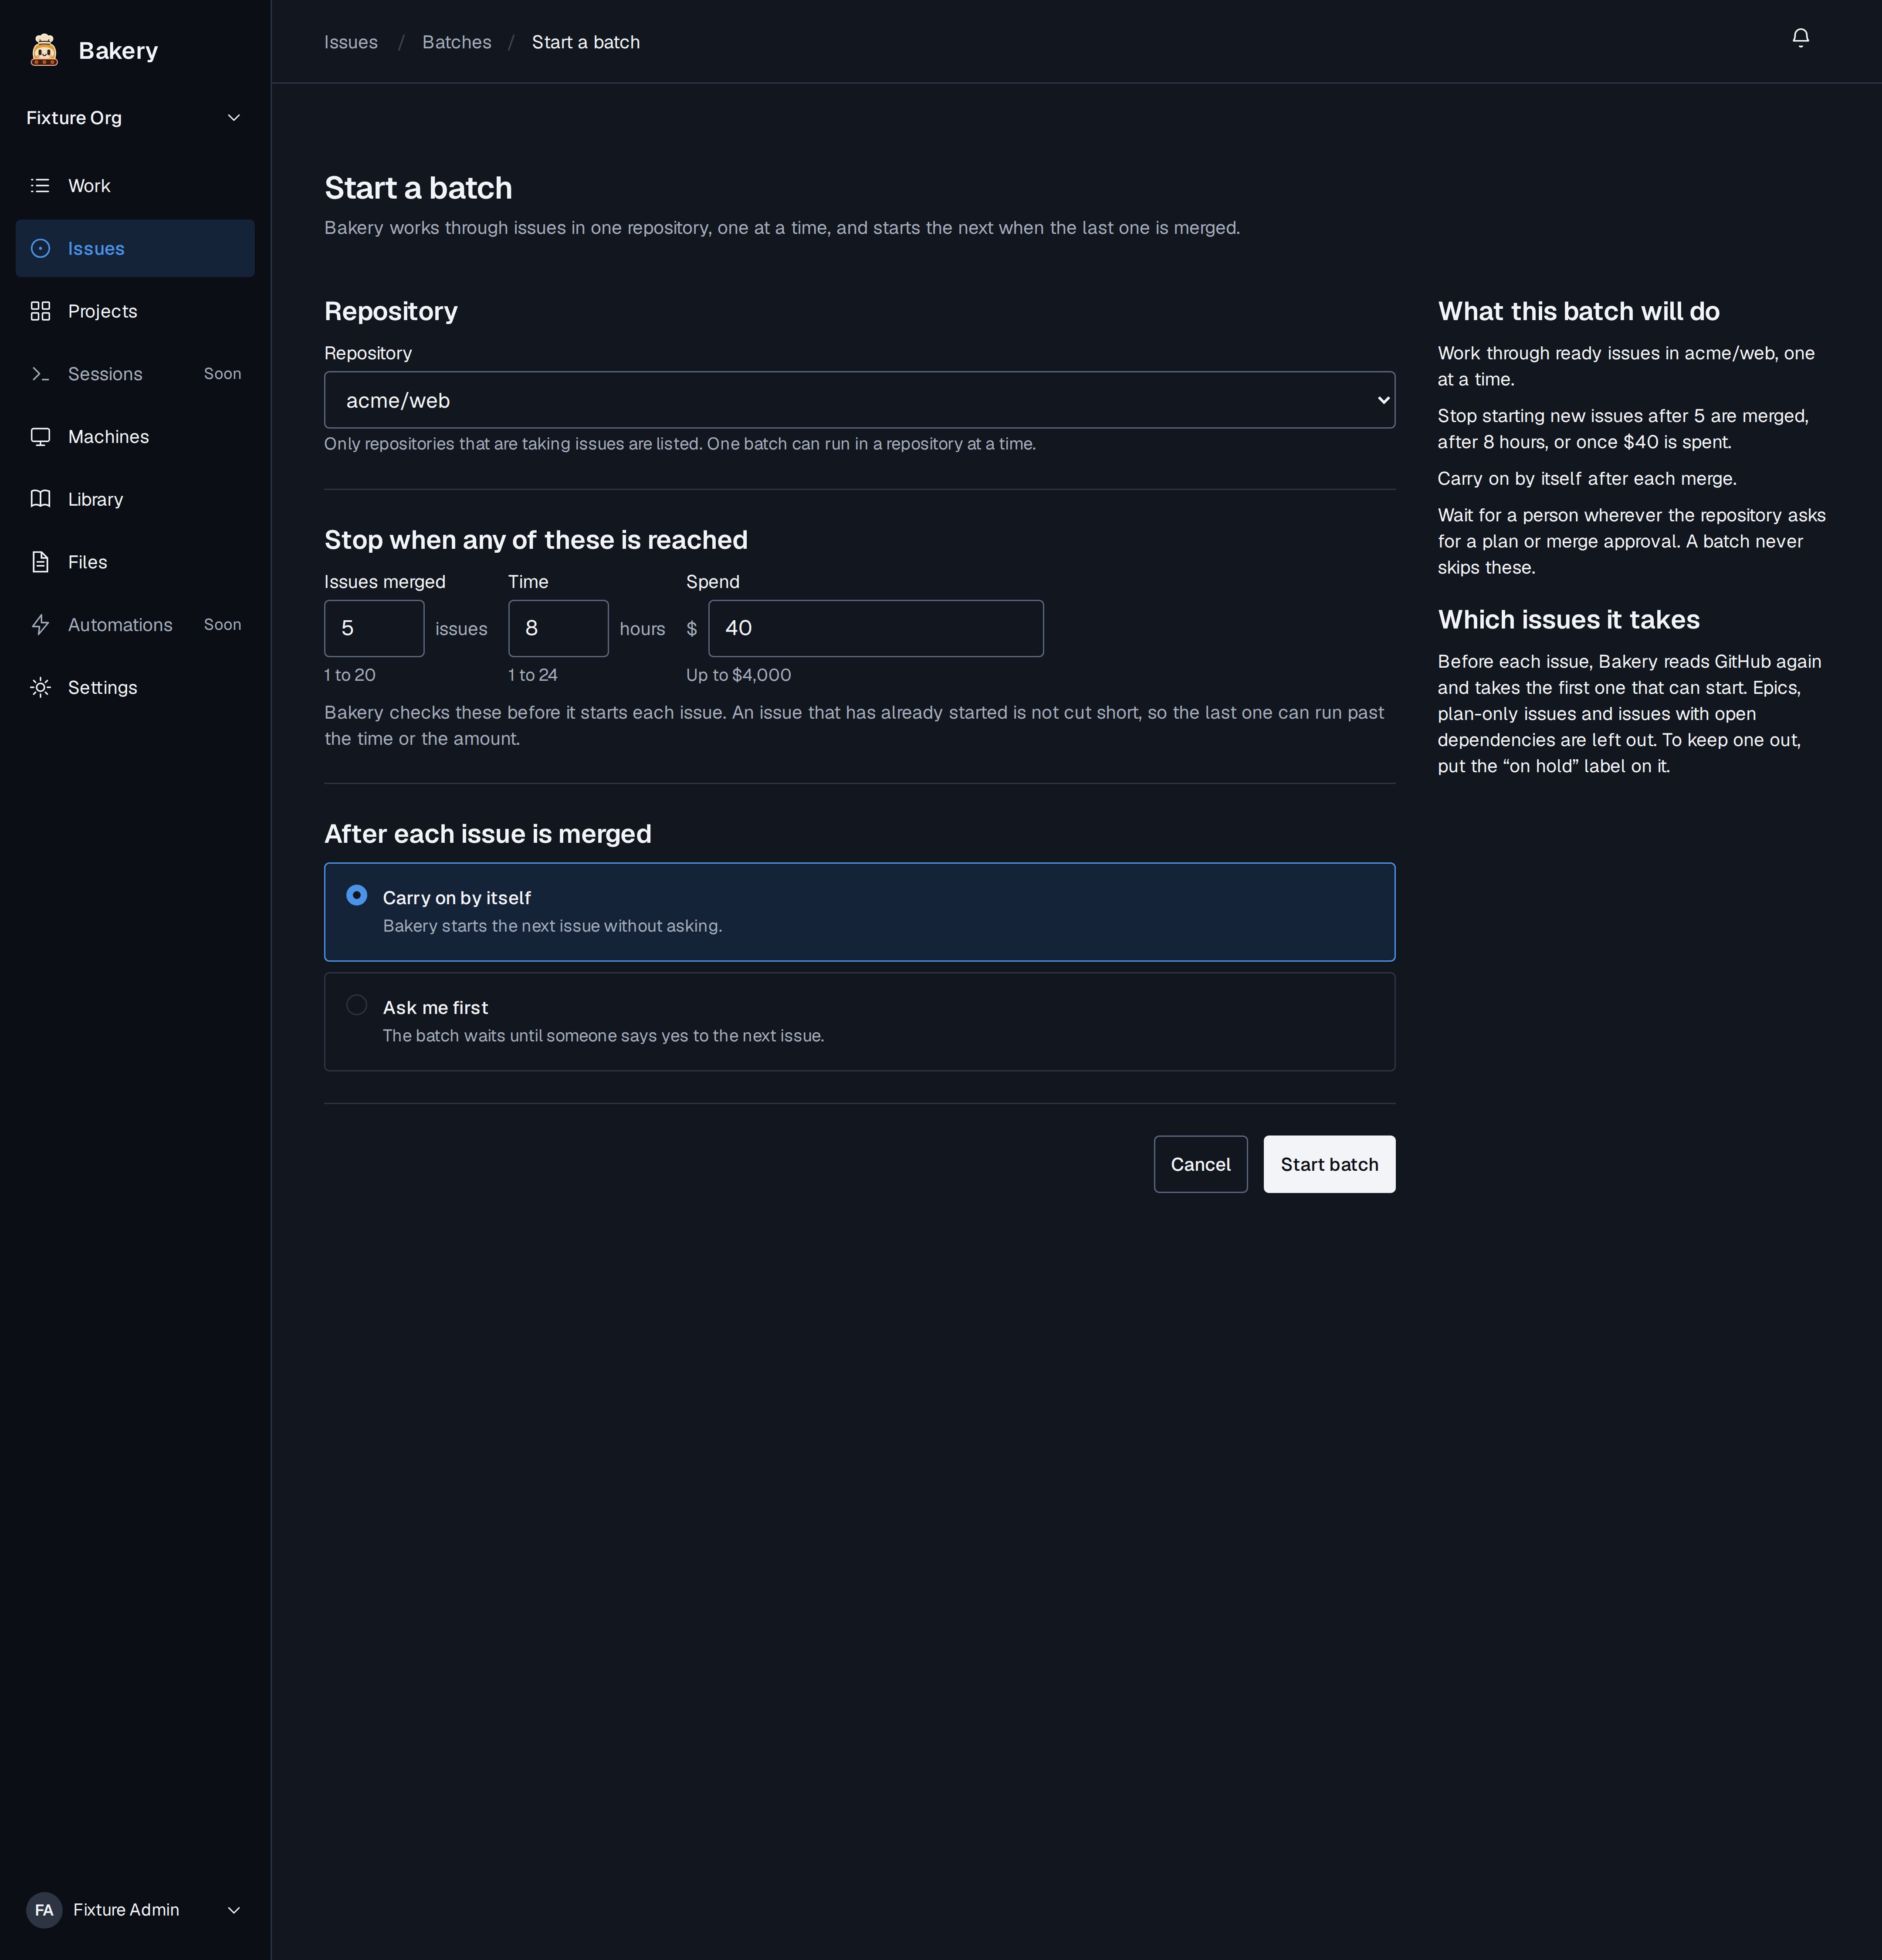 Bakery
Fixture Org
Work
Issues
Projects
Sessions Soon
Machines
Library
Files
Automations Soon
Settings
FA Fixture Admin
Issues / Batches / Start a batch
Start a batch
Bakery works through issues in one repository, one at a time, and starts the next when the last one is merged.
Repository
Repository
acme/web
Only repositories that are taking issues are listed. One batch can run in a repository at a time.
Stop when any of these is reached
Issues merged Time Spend
5 issues 8 hours $ 40
1 to 20 1 to 24 Up to $4,000
Bakery checks these before it starts each issue. An issue that has already started is not cut short, so the last one can run past
the time or the amount.
After each issue is merged
Carry on by itself
Bakery starts the next issue without asking.
Ask me first
The batch waits until someone says yes to the next issue.
Cancel Start batch
What this batch will do
Work through ready issues in acme/web, one
at a time.
Stop starting new issues after 5 are merged,
after 8 hours, or once $40 is spent.
Carry on by itself after each merge.
Wait for a person wherever the repository asks
for a plan or merge approval. A batch never
skips these.
Which issues it takes
Before each issue, Bakery reads GitHub again
and takes the first one that can start. Epics,
plan-only issues and issues with open
dependencies are left out. To keep one out,
put the “on hold” label on it.